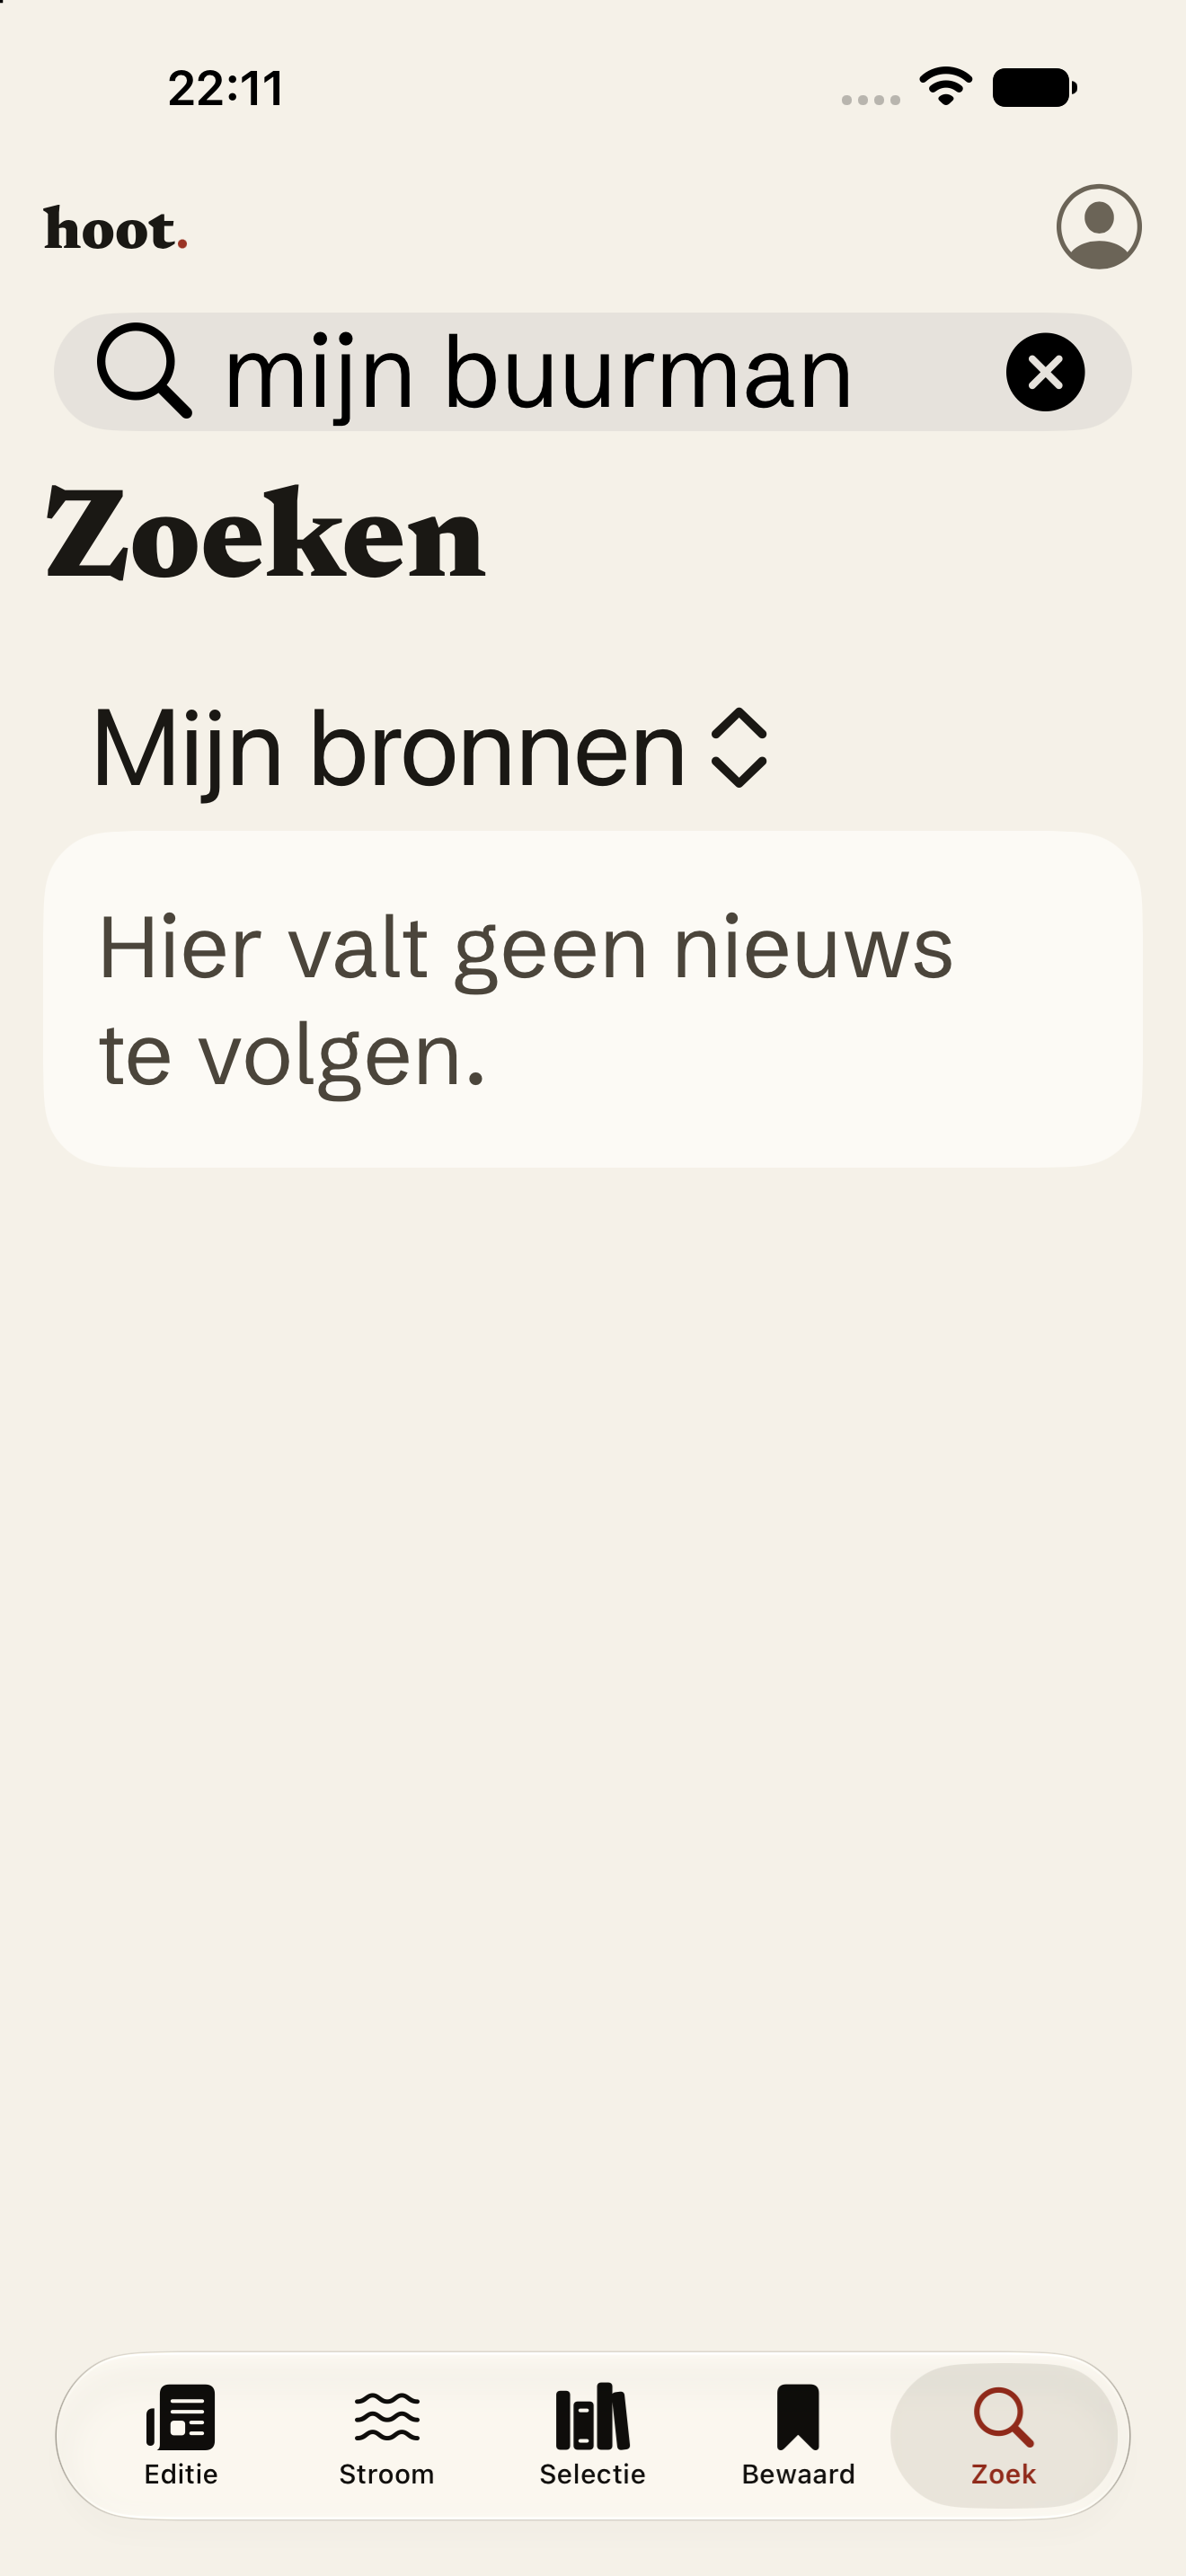 22:11
hoot.
mijn buurman
Zoeken
Mijn bronnen
Hier valt geen nieuws
te volgen.
Editie
Stroom
Selectie
Bewaard
Zoek